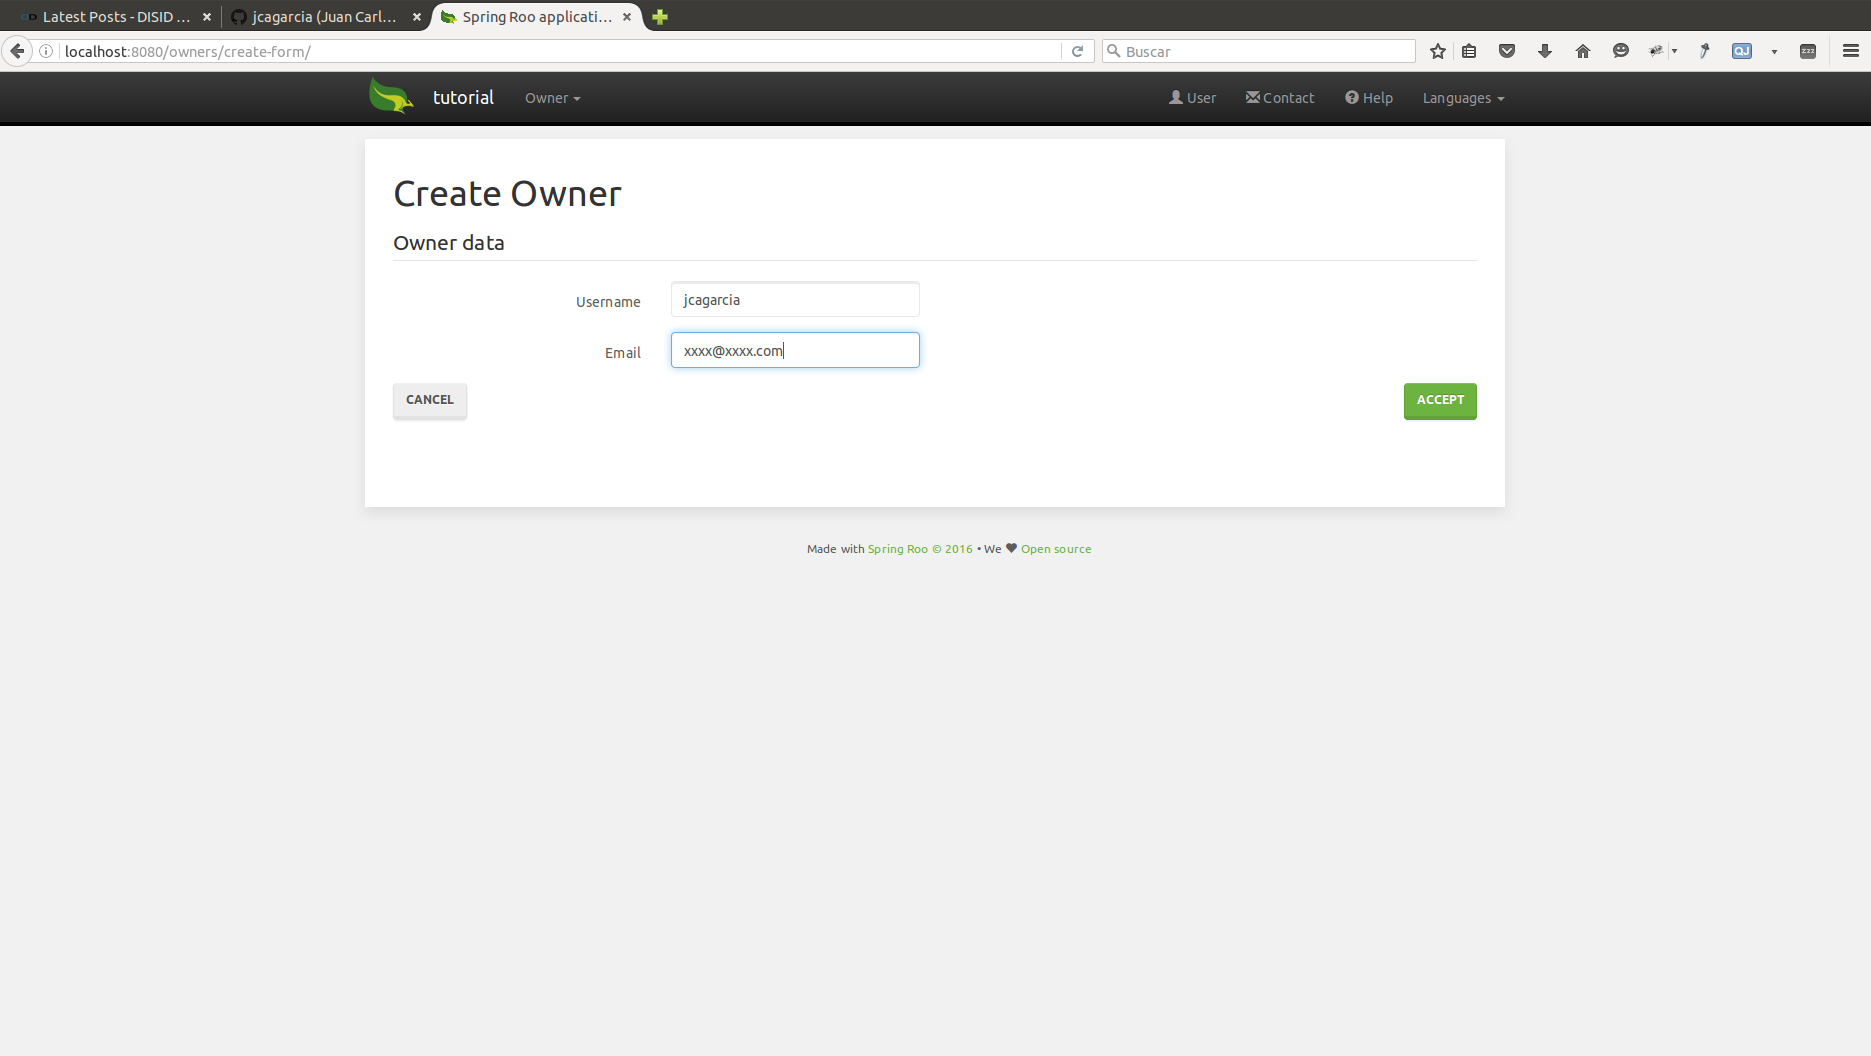 Latest Posts - DISID ...
jcagarcia (Juan Carl...
Spring Roo applicati...
localhost:8080/owners/create-form/
Buscar
QJ
zzz
tutorial
Owner
User
Contact
Help
Languages
Create Owner
Owner data
Username
jcagarcia
Email
xxxx@xxxx.com
CANCEL
ACCEPT
Made with Spring Roo © 2016 • We ♥ Open source